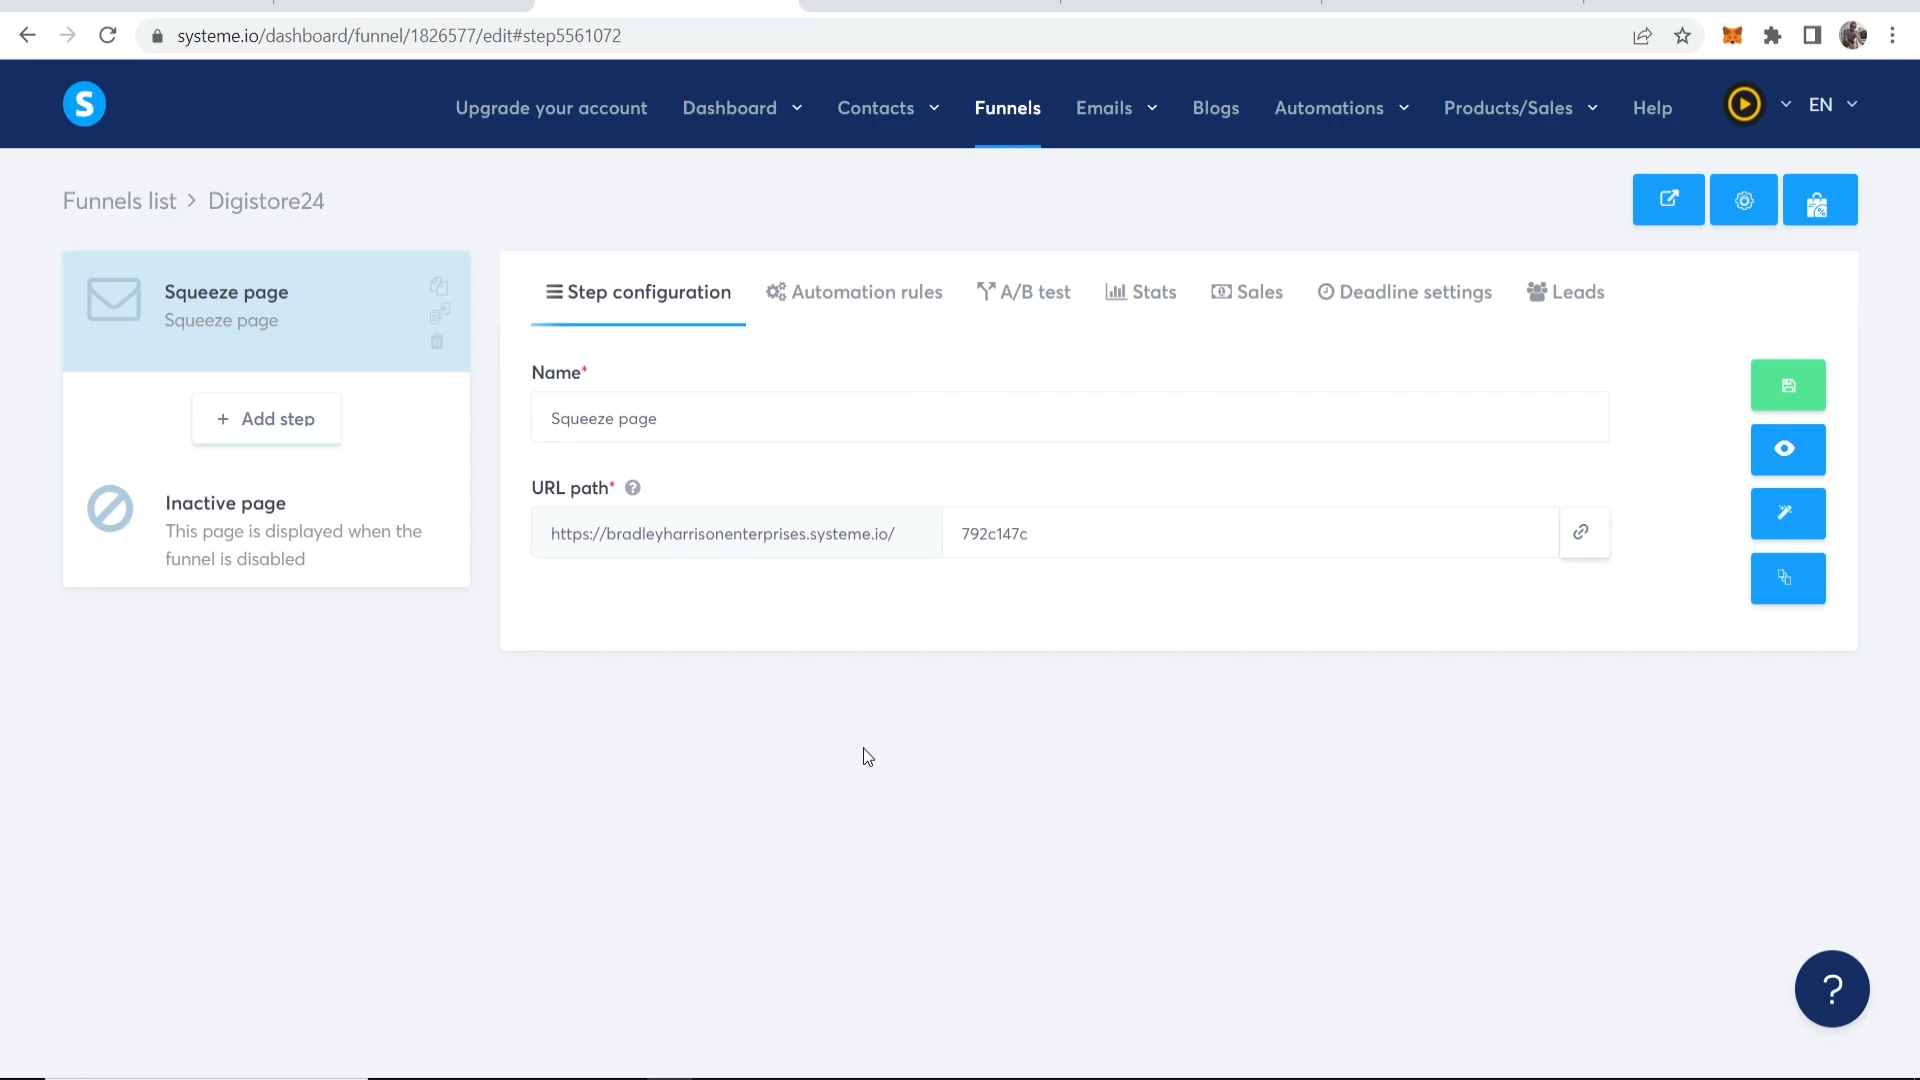 systeme.io/dashboard/funnel/1826577/edit#step5561072
S
Upgrade your account
Dashboard
Contacts
Funnels
Emails
Blogs
Automations
Products/Sales
Help
EN
Funnels list > Digistore24
Squeeze page
Squeeze page
+ Add step
Inactive page
This page is displayed when the
funnel is disabled
Step configuration
Automation rules
A/B test
Stats
Sales
Deadline settings
Leads
Name*
Squeeze page
URL path* ?
https://bradleyharrisonenterprises.systeme.io/
792c147c
?